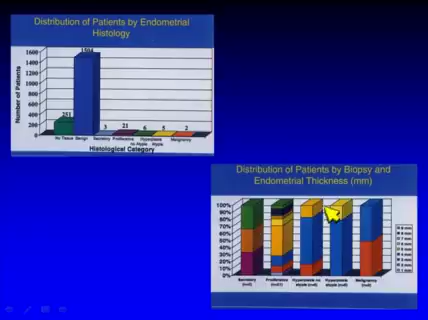 Distribution of Patients by Endometrial
Histology
Number of Patients
1600
1400
1200
1000
800
600
400
200
0
251
1504
3
21
6
5
2
No Tissue Benign Secretory Proliferative Hyperplasia Hyperplasia Malignancy
no Atypia Atypia
Histological Category
Distribution of Patients by Biopsy and
Endometrial Thickness (mm)
100%
90%
80%
70%
60%
50%
40%
30%
20%
10%
0%
Secretory Proliferative Hyperplasia no Hyperplasia Malignancy
atypia atypia